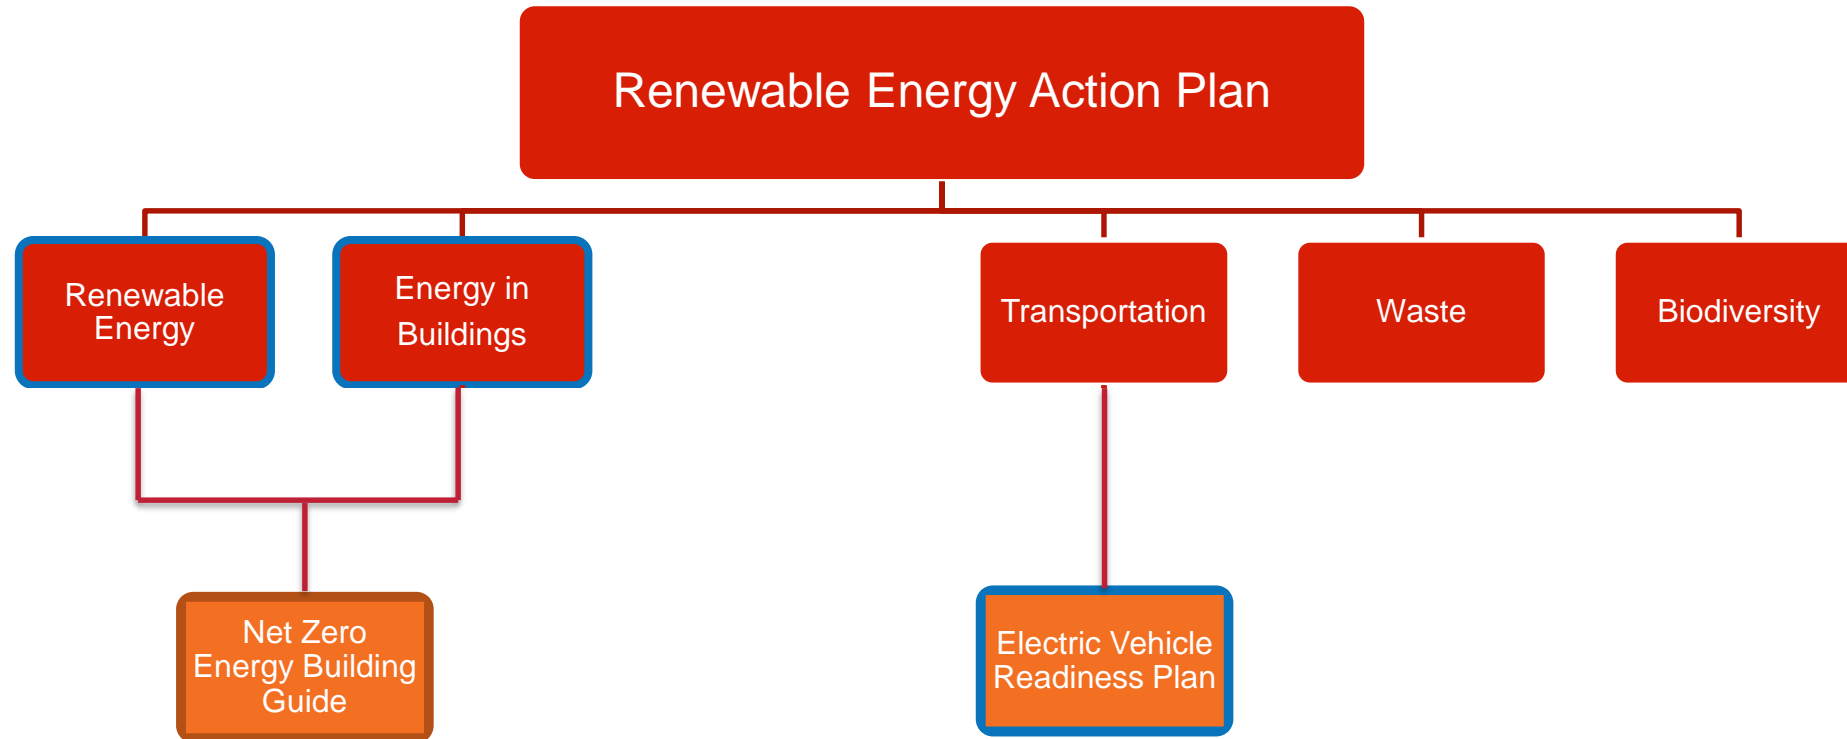 Renewable Energy Action Plan
Renewable
Energy
Energy in
Buildings
Transportation
Waste
Biodiversity
Net Zero
Energy Building
Guide
Electric Vehicle
Readiness Plan